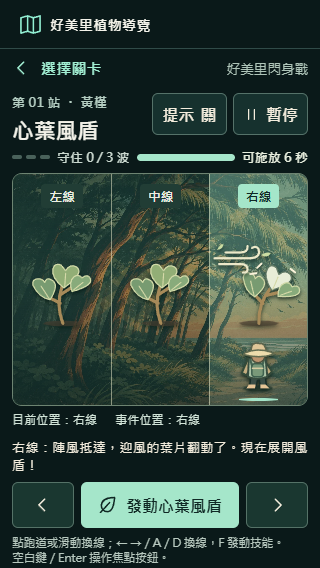 好美里植物導覽
選擇關卡 好美里閃身戰
第 01 站 · 黃槿
心葉風盾
提示 關
暫停
守住 0 / 3 波 可施放 6 秒
左線 中線 右線
目前位置：右線 事件位置：右線
右線：陣風抵達，迎風的葉片翻動了。現在展開風盾！
發動心葉風盾
點跑道或滑動換線；← → / A / D 換線，F 發動技能。
空白鍵 / Enter 操作焦點按鈕。